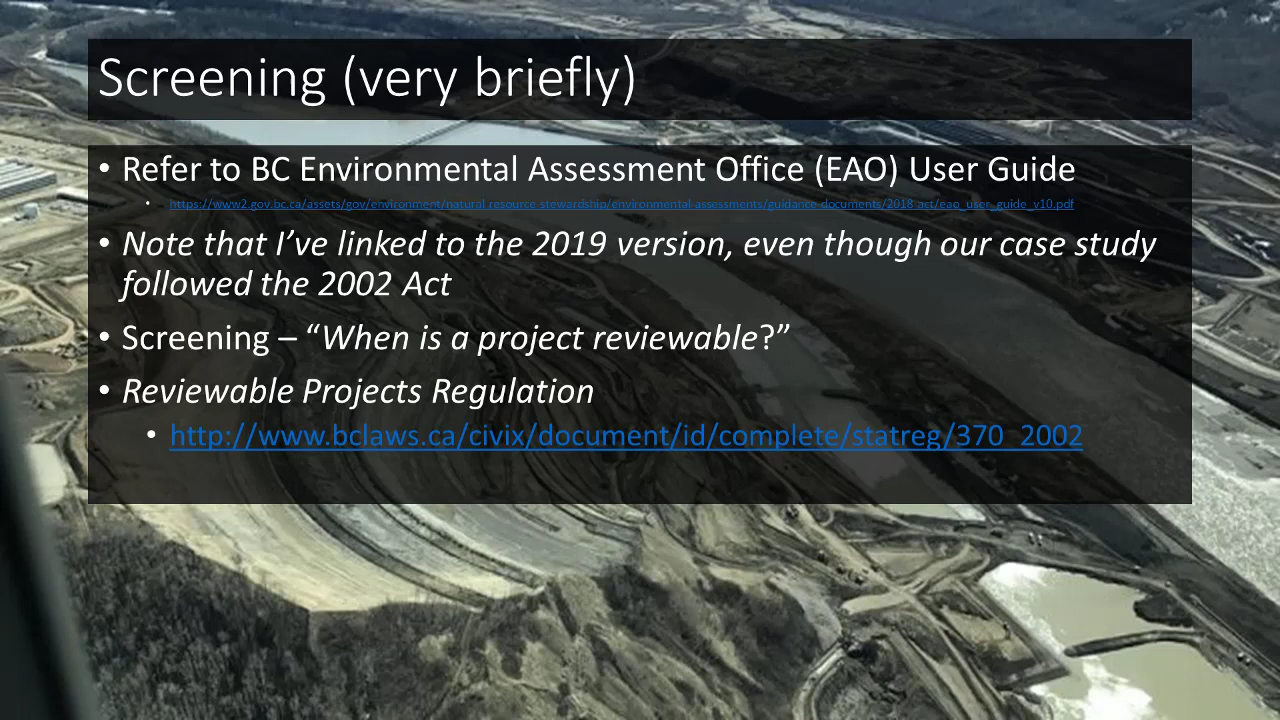 Screening (very briefly)
• Refer to BC Environmental Assessment Office (EAO) User Guide
• https://www2.gov.bc.ca/assets/gov/environment/natural-resource-stewardship/environmental-assessments/guidance-documents/2018-act/eao_user_guide_v10.pdf
• Note that I’ve linked to the 2019 version, even though our case study
followed the 2002 Act
• Screening – “When is a project reviewable?”
• Reviewable Projects Regulation
• http://www.bclaws.ca/civix/document/id/complete/statreg/370_2002